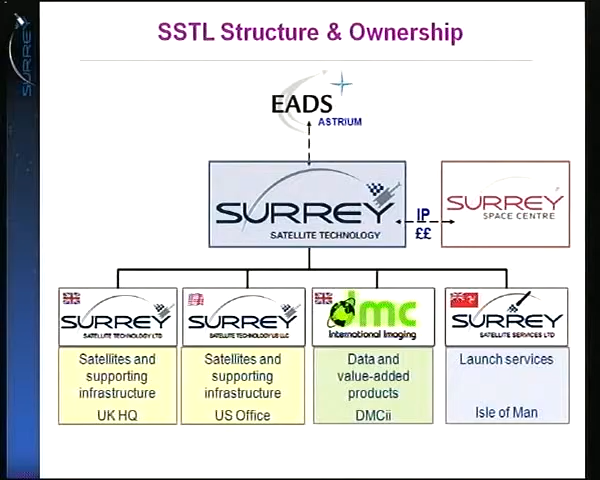 SURREY
SSTL Structure & Ownership
EADS
ASTRIUM
SURREY
SATELLITE TECHNOLOGY
IP
££
SURREY
SPACE CENTRE
SURREY
SATELLITE TECHNOLOGY LTD
SURREY
SATELLITE TECHNOLOGY US LLC
dmc
International Imaging
SURREY
SATELLITE SERVICES LTD
Satellites and
supporting
infrastructure
UK HQ
Satellites and
supporting
infrastructure
US Office
Data and
value-added
products
DMCii
Launch services
Isle of Man